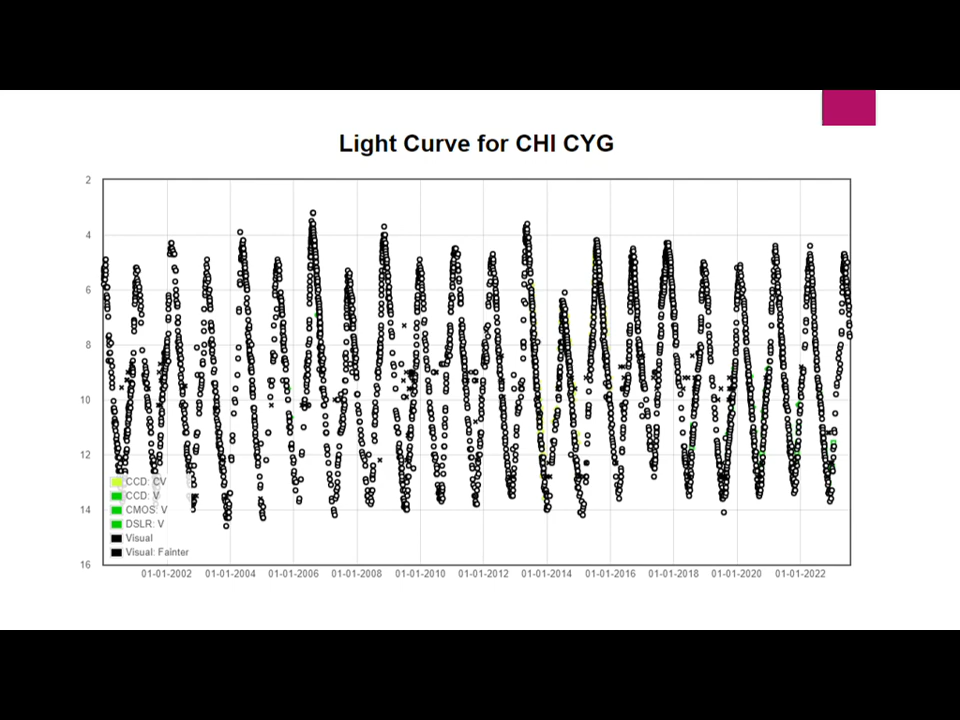 Light Curve for CHI CYG
2
4
6
8
10
12
14
16
CCD: CV
CCD: V
CMOS: V
DSLR: V
Visual
Visual: Fainter
01-01-2002 01-01-2004 01-01-2006 01-01-2008 01-01-2010 01-01-2012 01-01-2014 01-01-2016 01-01-2018 01-01-2020 01-01-2022